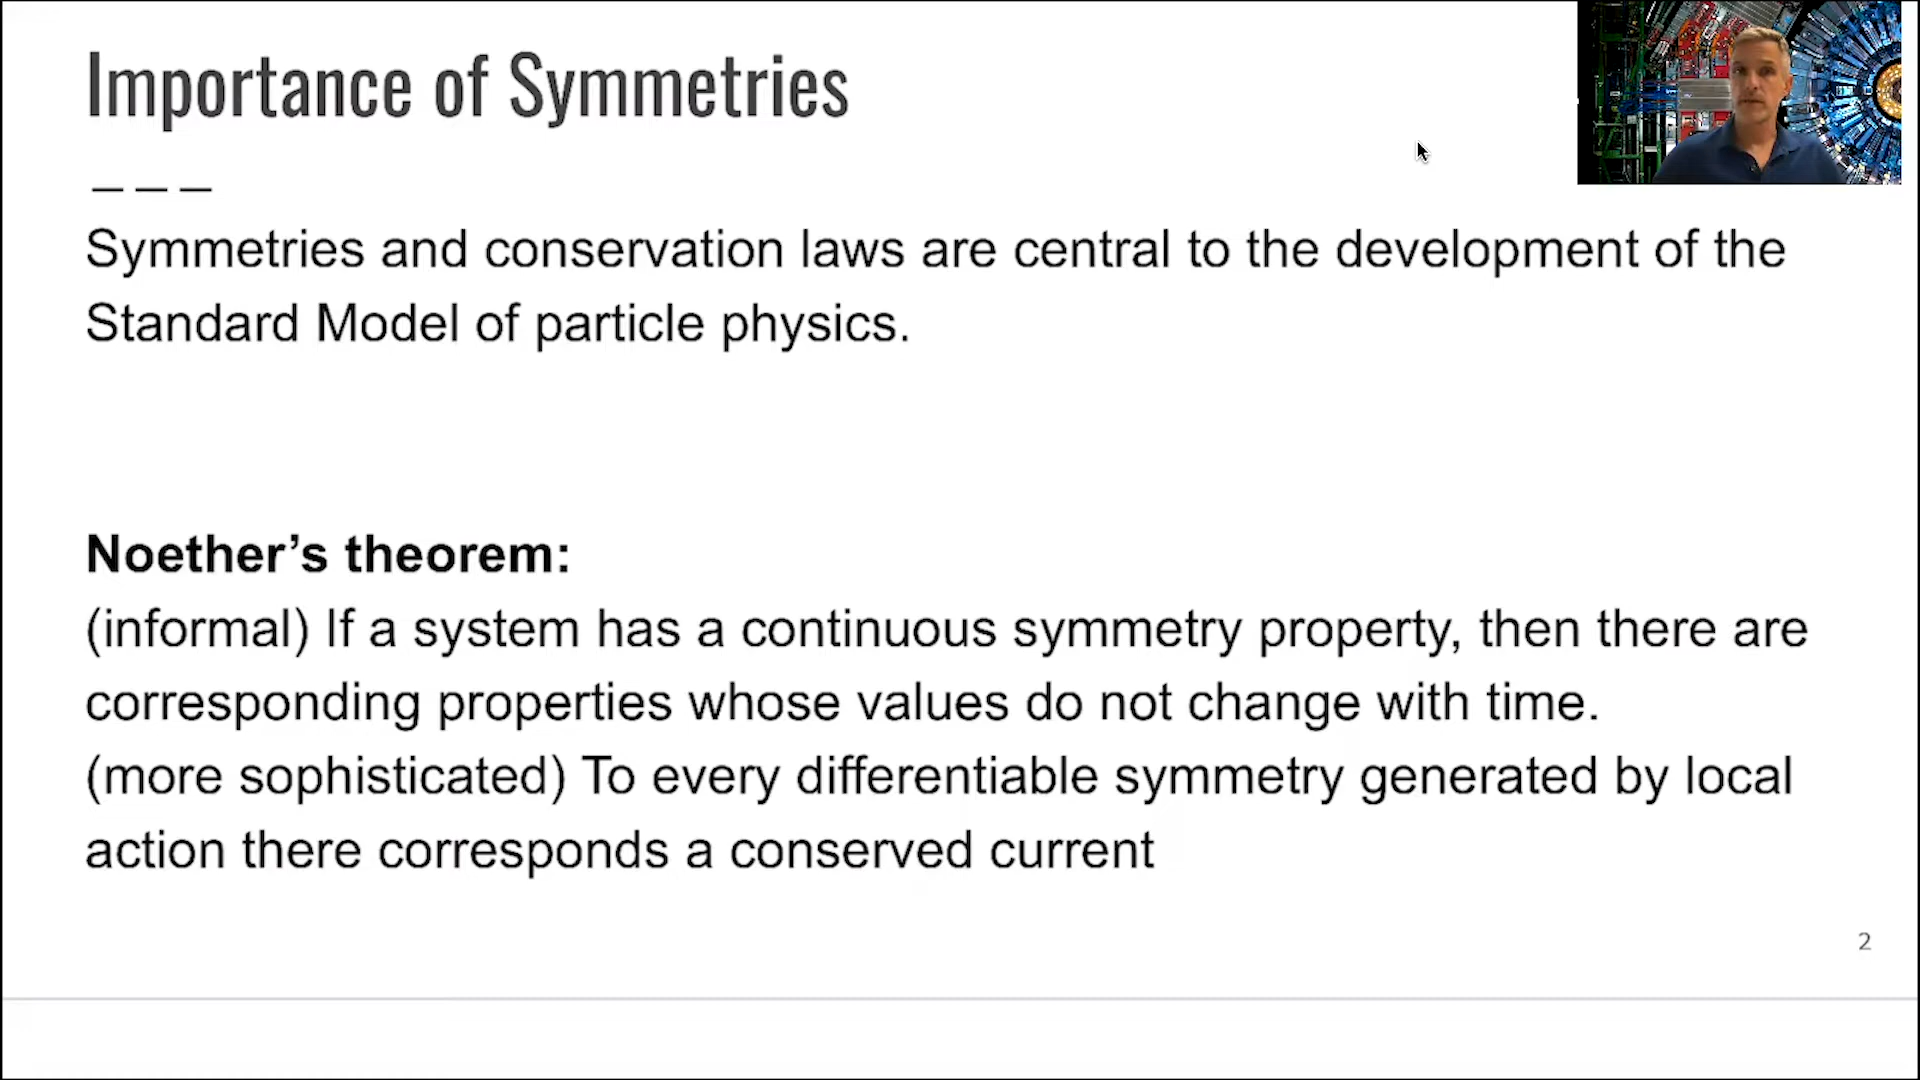 Importance of Symmetries
Symmetries and conservation laws are central to the development of the
Standard Model of particle physics.
Noether’s theorem:
(informal) If a system has a continuous symmetry property, then there are
corresponding properties whose values do not change with time.
(more sophisticated) To every differentiable symmetry generated by local
action there corresponds a conserved current
2